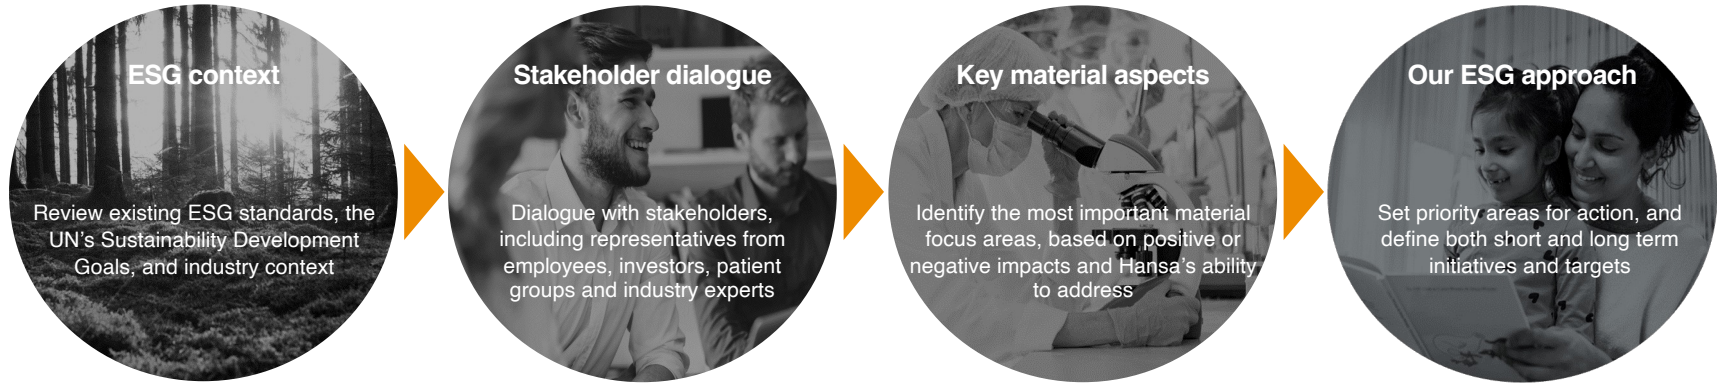 ESG context
Review existing ESG standards, the
UN's Sustainability Development
Goals, and industry context
Stakeholder dialogue
Dialogue with stakeholders,
including representatives from
employees, investors, patient
groups and industry experts
Key material aspects
Identify the most important material
focus areas, based on positive or
negative impacts and Hansa's ability
to address
Our ESG approach
Set priority areas for action, and
define both short and long term
initiatives and targets